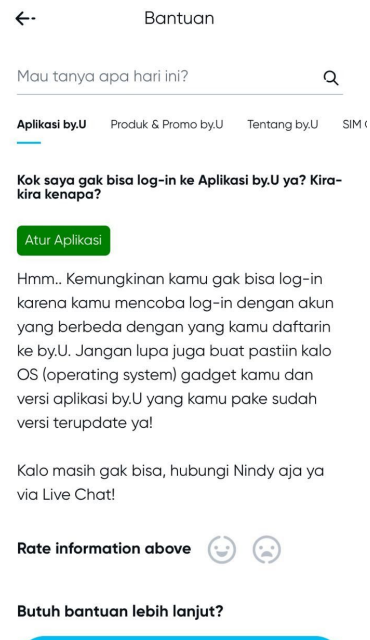 Bantuan
Mau tanya apa hari ini?
Aplikasi by.U Produk & Promo by.U Tentang by.U SIM
Kok saya gak bisa log-in ke Aplikasi by.U ya? Kira-
kira kenapa?
Atur Aplikasi
Hmm.. Kemungkinan kamu gak bisa log-in
karena kamu mencoba log-in dengan akun
yang berbeda dengan yang kamu daftarin
ke by.U. Jangan lupa juga buat pastiin kalo
OS (operating system) gadget kamu dan
versi aplikasi by.U yang kamu pake sudah
versi terupdate ya!
Kalo masih gak bisa, hubungi Nindy aja ya
via Live Chat!
Rate information above
Butuh bantuan lebih lanjut?